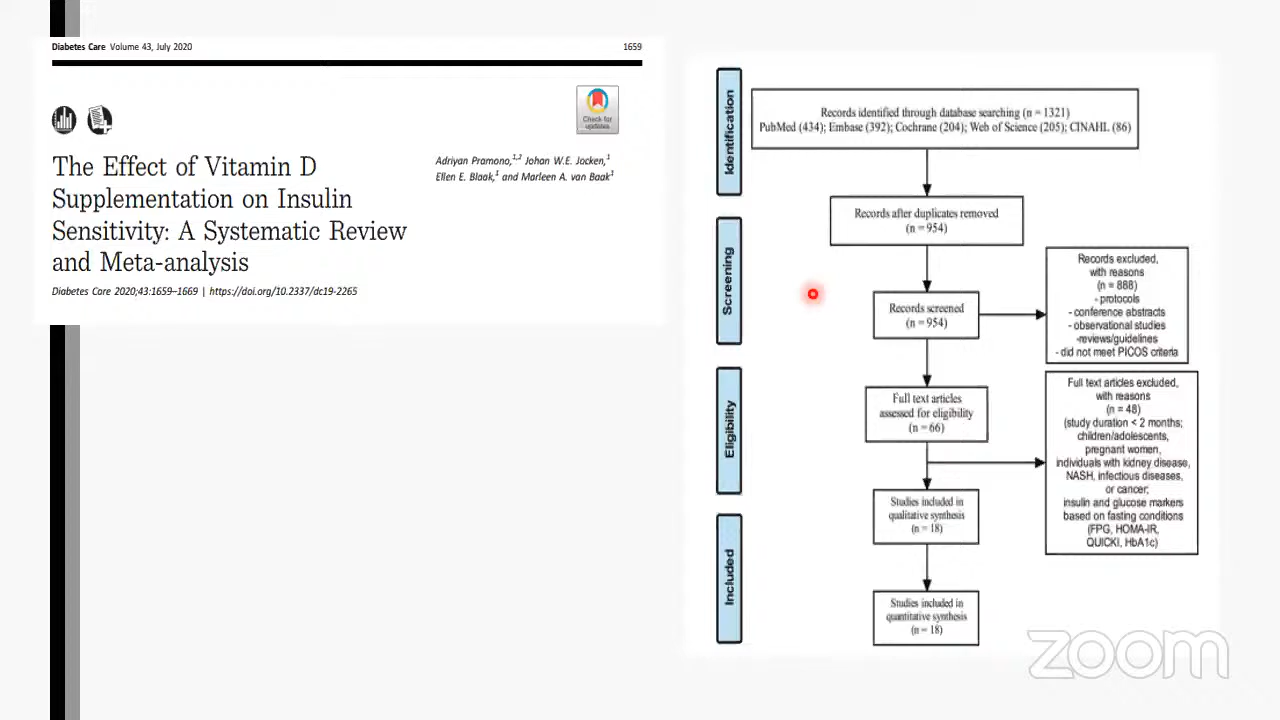 Diabetes Care Volume 43, July 2020
1659
Check for
updates
The Effect of Vitamin D
Supplementation on Insulin
Sensitivity: A Systematic Review
and Meta-analysis
Adriyan Pramono,1,2 Johan W.E. Jocken,1
Ellen E. Blaak,1 and Marleen A. van Baak1
Diabetes Care 2020;43:1659–1669 | https://doi.org/10.2337/dc19-2265
Identification
Records identified through database searching (n = 1321)
PubMed (434); Embase (392); Cochrane (204); Web of Science (205); CINAHL (86)
Records after duplicates removed
(n = 954)
Screening
Records screened
(n = 954)
Records excluded,
with reasons
(n = 888)
- protocols
- conference abstracts
- observational studies
-reviews/guidelines
- did not meet PICOS criteria
Eligibility
Full text articles
assessed for eligibility
(n = 66)
Full text articles excluded,
with reasons
(n = 48)
(study duration < 2 months;
children/adolescents,
pregnant women,
individuals with kidney disease,
NASH, infectious diseases,
or cancer;
insulin and glucose markers
based on fasting conditions
(FPG, HOMA-IR,
QUICKI, HbA1c)
Studies included in
qualitative synthesis
(n = 18)
Included
Studies included in
quantitative synthesis
(n = 18)
zoom